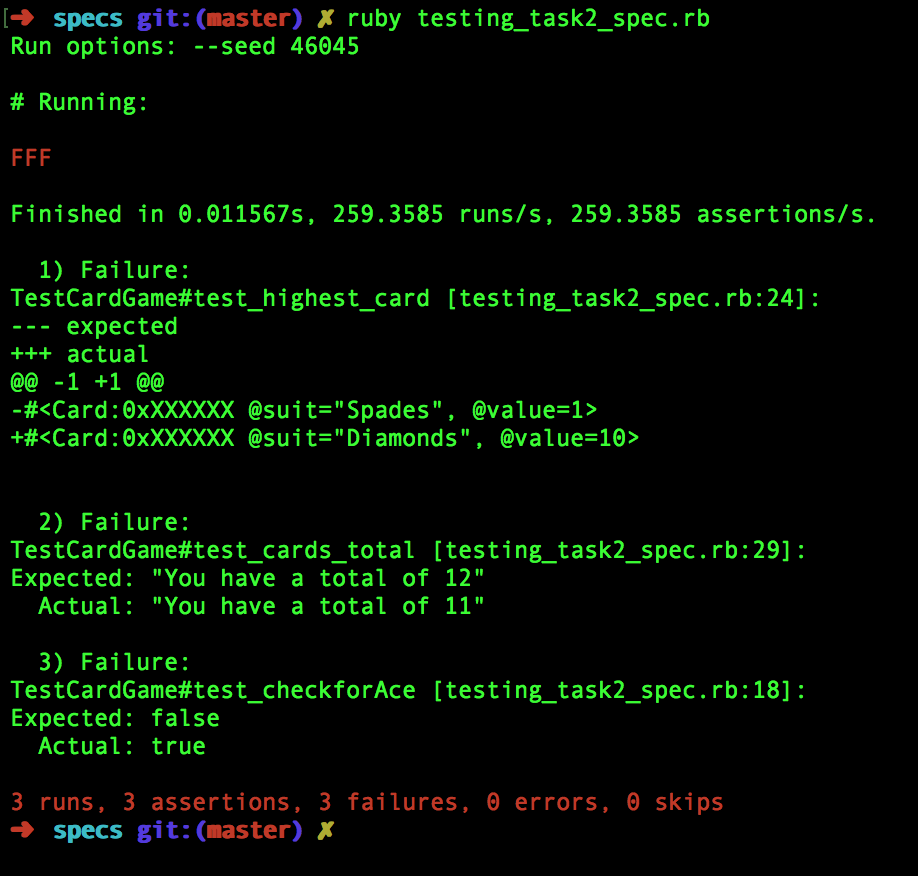 [➜ specs git:(master) ✗ ruby testing_task2_spec.rb
Run options: --seed 46045
# Running:
FFF
Finished in 0.011567s, 259.3585 runs/s, 259.3585 assertions/s.
1) Failure:
TestCardGame#test_highest_card [testing_task2_spec.rb:24]:
--- expected
+++ actual
@@ -1 +1 @@
-#<Card:0xXXXXXX @suit="Spades", @value=1>
+#<Card:0xXXXXXX @suit="Diamonds", @value=10>
2) Failure:
TestCardGame#test_cards_total [testing_task2_spec.rb:29]:
Expected: "You have a total of 12"
Actual: "You have a total of 11"
3) Failure:
TestCardGame#test_checkforAce [testing_task2_spec.rb:18]:
Expected: false
Actual: true
3 runs, 3 assertions, 3 failures, 0 errors, 0 skips
➜ specs git:(master) ✗